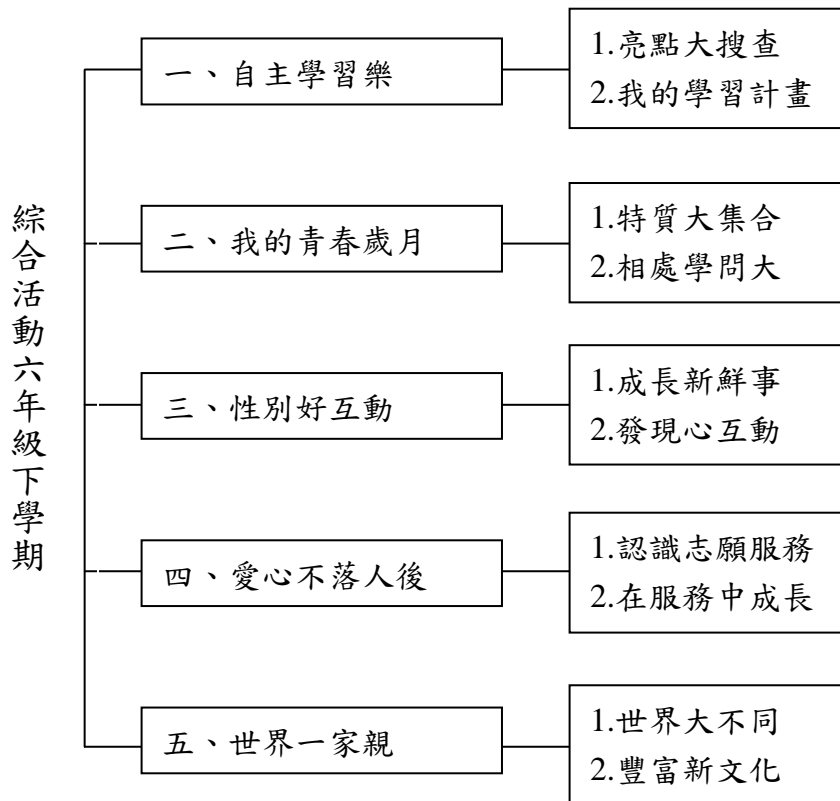 綜合活動六年級下學期
一、自主學習樂
1.亮點大搜查
2.我的學習計畫
二、我的青春歲月
1.特質大集合
2.相處學問大
三、性別好互動
1.成長新鮮事
2.發現心互動
四、愛心不落人後
1.認識志願服務
2.在服務中成長
五、世界一家親
1.世界大不同
2.豐富新文化